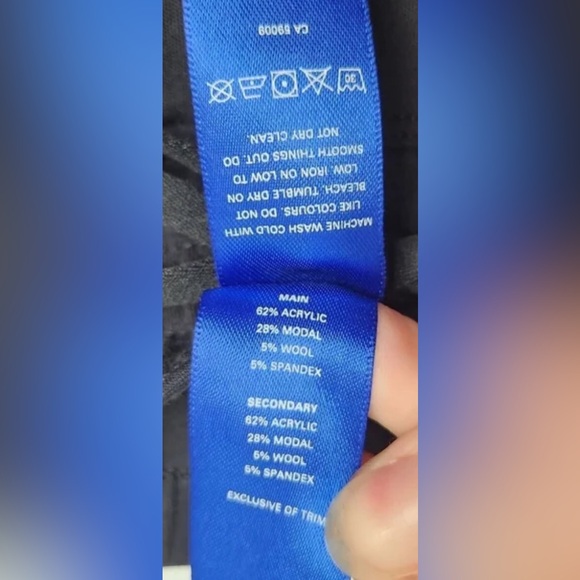 MACHINE WASH COLD WITH
LIKE COLOURS. DO NOT
BLEACH. TUMBLE DRY ON
LOW. IRON ON LOW TO
SMOOTH THINGS OUT. DO
NOT DRY CLEAN.
30
CA 59009
MAIN
62% ACRYLIC
28% MODAL
5% WOOL
5% SPANDEX
SECONDARY
62% ACRYLIC
28% MODAL
5% WOOL
5% SPANDEX
EXCLUSIVE OF TRIM